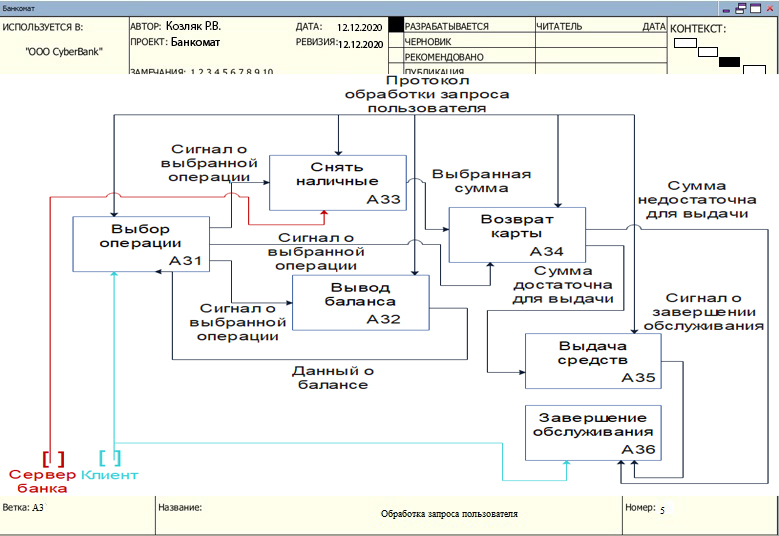 Банкомат
ИСПОЛЬЗУЕТСЯ В:
"ООО CyberBank"
АВТОР: Козляк Р.В.
ДАТА: 12.12.2020
ПРОЕКТ: Банкомат
РЕВИЗИЯ: 12.12.2020
ЗАМЕЧАНИЯ: 1 2 3 4 5 6 7 8 9 10
РАЗРАБАТЫВАЕТСЯ
ЧЕРНОВИК
РЕКОМЕНДОВАНО
ПУБЛИКАЦИЯ
ЧИТАТЕЛЬ
ДАТА
КОНТЕКСТ:
Протокол
обработки запроса
пользователя
Сигнал о
выбранной
операции
Снять
наличные
A33
Выбранная
сумма
Сумма
недостаточна
для выдачи
Выбор
операции
A31
Сигнал о
выбранной
операции
Возврат
карты
A34
Вывод
баланса
A32
Сумма
достаточна
для выдачи
Сигнал о
выбранной
операции
Сигнал о
завершении
обслуживания
Выдача
средств
A35
Данный о
балансе
Завершение
обслуживания
A36
[ ]
[ ]
Сервер
банка
Клиент
Ветка: А3
Название:
Обработка запроса пользователя
Номер: 5